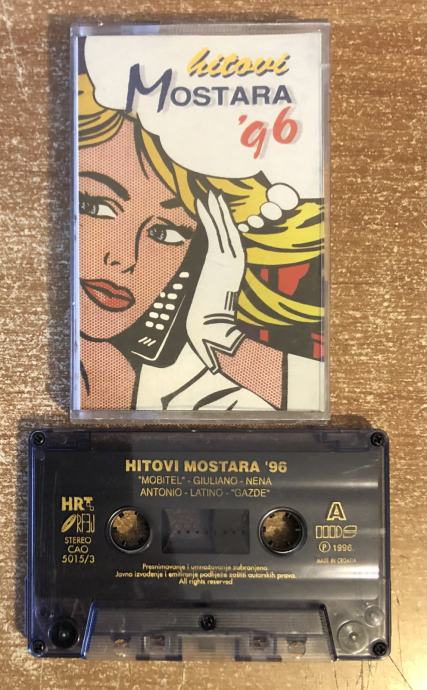 hitovi
MOSTARA
'96
HITOVI MOSTARA '96
"MOBITEL" - GIULIANO - NENA
ANTONIO - LATINO - "GAZDE"
HRT
ORFEJ
STEREO
CAO
5015/3
A
Ⓟ 1996.
MADE IN CROATIA
Presnimavanje i umnožavanje zabranjeno.
Javno izvođenje i emitiranje podliježe zaštiti autorskih prava.
All rights reserved